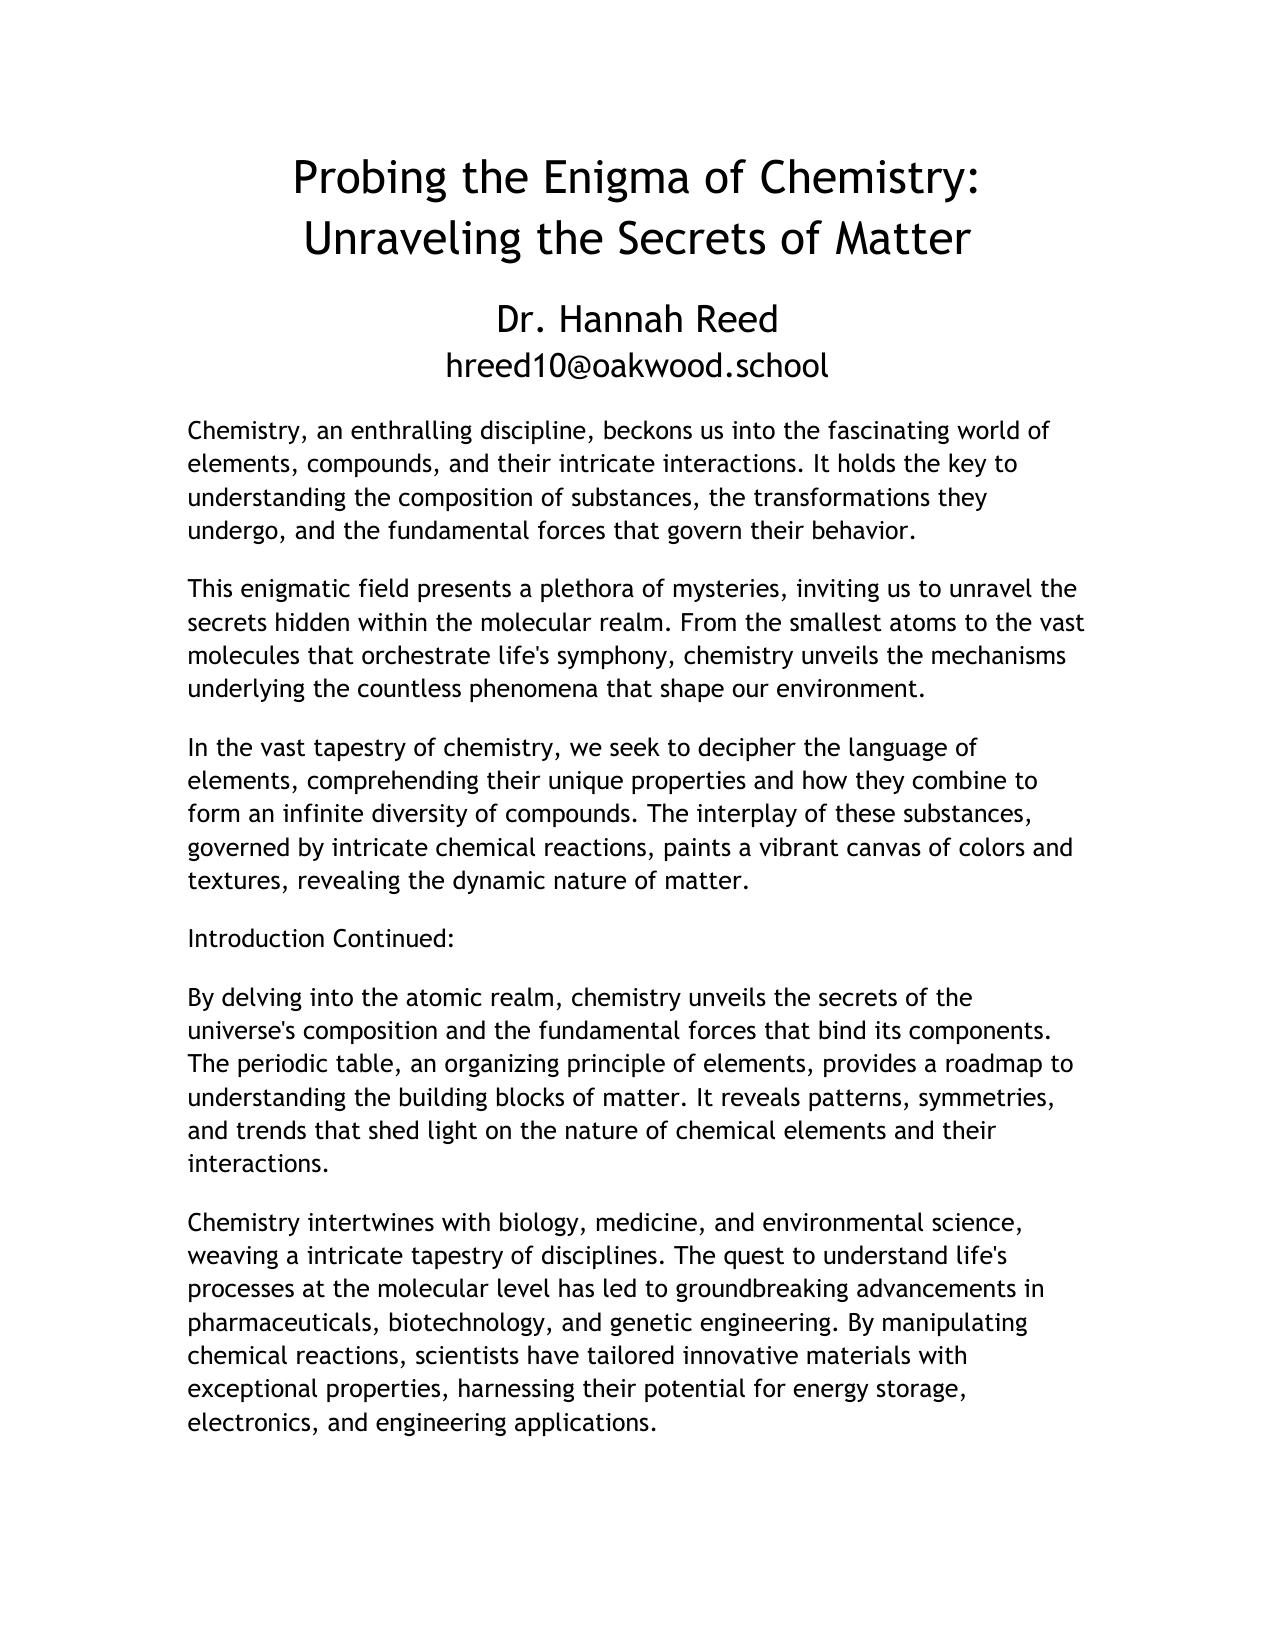 Probing the Enigma of Chemistry:
Unraveling the Secrets of Matter
Dr. Hannah Reed
hreed10@oakwood.school
Chemistry, an enthralling discipline, beckons us into the fascinating world of
elements, compounds, and their intricate interactions. It holds the key to
understanding the composition of substances, the transformations they
undergo, and the fundamental forces that govern their behavior.
This enigmatic field presents a plethora of mysteries, inviting us to unravel the
secrets hidden within the molecular realm. From the smallest atoms to the vast
molecules that orchestrate life's symphony, chemistry unveils the mechanisms
underlying the countless phenomena that shape our environment.
In the vast tapestry of chemistry, we seek to decipher the language of
elements, comprehending their unique properties and how they combine to
form an infinite diversity of compounds. The interplay of these substances,
governed by intricate chemical reactions, paints a vibrant canvas of colors and
textures, revealing the dynamic nature of matter.
Introduction Continued:
By delving into the atomic realm, chemistry unveils the secrets of the
universe's composition and the fundamental forces that bind its components.
The periodic table, an organizing principle of elements, provides a roadmap to
understanding the building blocks of matter. It reveals patterns, symmetries,
and trends that shed light on the nature of chemical elements and their
interactions.
Chemistry intertwines with biology, medicine, and environmental science,
weaving a intricate tapestry of disciplines. The quest to understand life's
processes at the molecular level has led to groundbreaking advancements in
pharmaceuticals, biotechnology, and genetic engineering. By manipulating
chemical reactions, scientists have tailored innovative materials with
exceptional properties, harnessing their potential for energy storage,
electronics, and engineering applications.